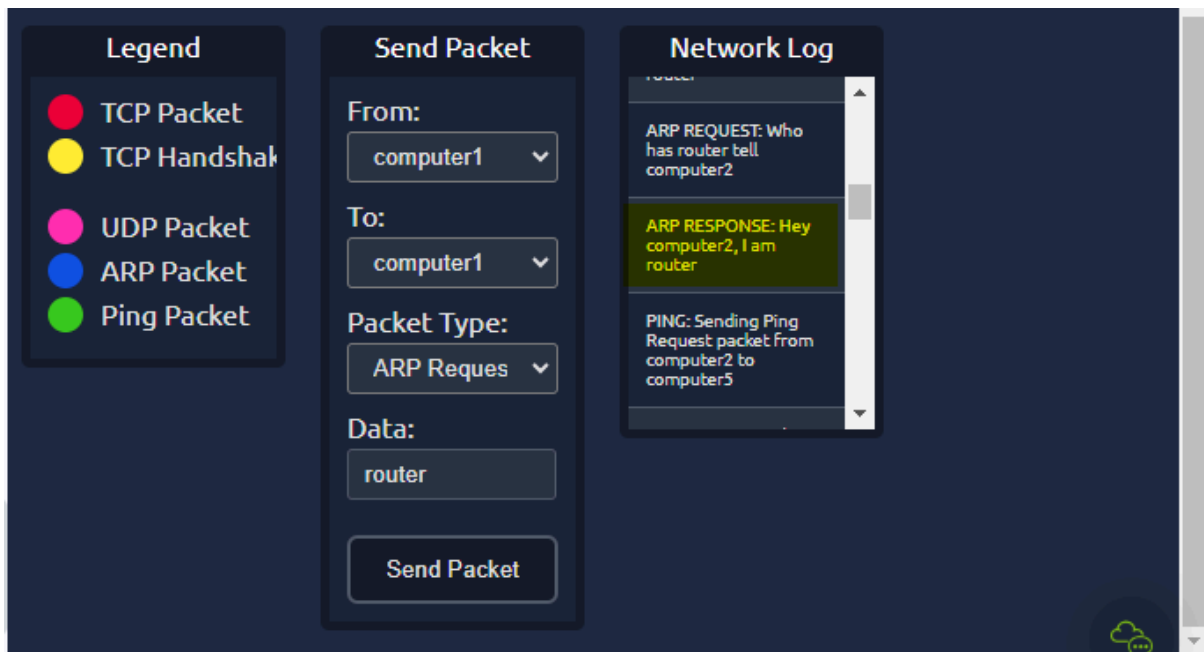 Legend
TCP Packet
TCP Handshak
UDP Packet
ARP Packet
Ping Packet
Send Packet
From:
computer1
To:
computer1
Packet Type:
ARP Reques
Data:
router
Send Packet
Network Log
router
ARP REQUEST: Who
has router tell
computer2
ARP RESPONSE: Hey
computer2, I am
router
PING: Sending Ping
Request packet from
computer2 to
computer5